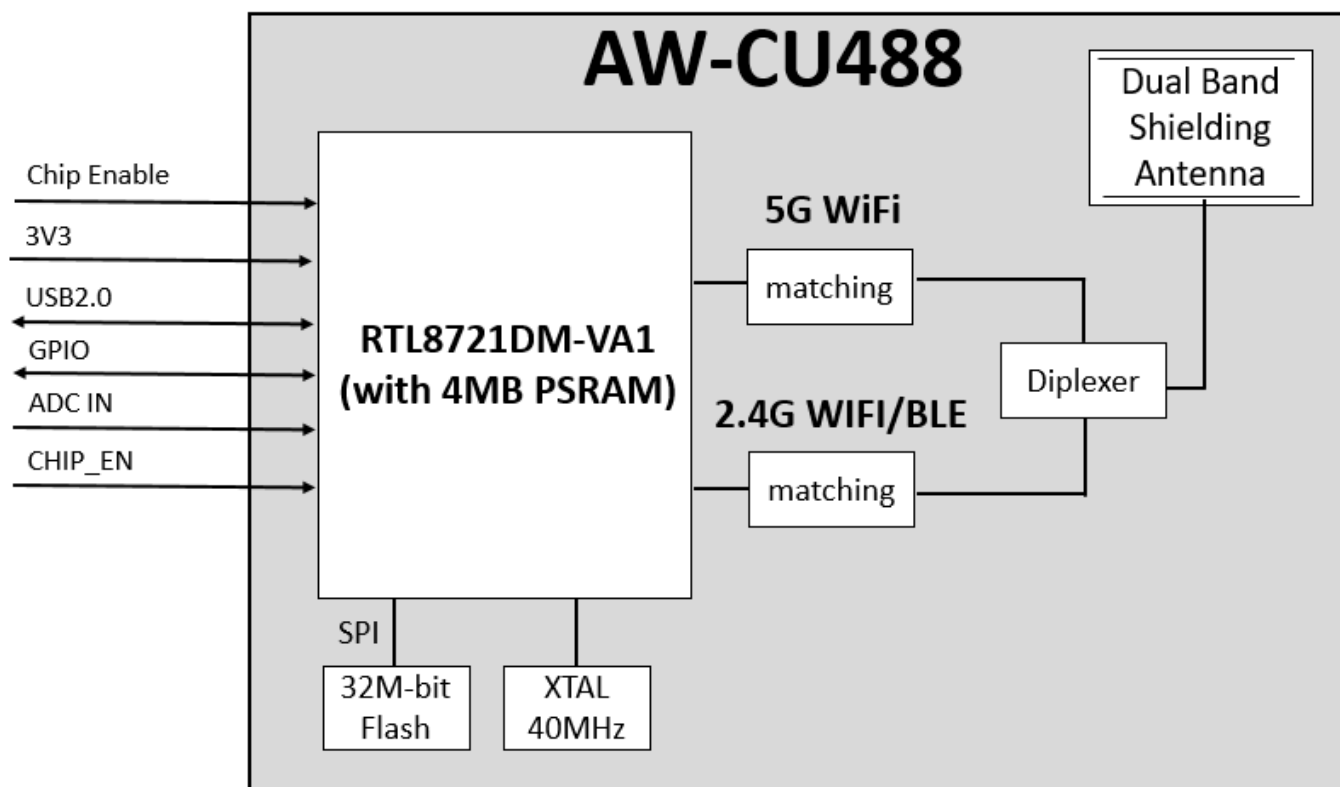 AW-CU488
Dual Band
Shielding
Antenna
Chip Enable
3V3
USB2.0
GPIO
ADC IN
CHIP_EN
RTL8721DM-VA1
(with 4MB PSRAM)
5G WiFi
matching
Diplexer
2.4G WIFI/BLE
matching
SPI
32M-bit
Flash
XTAL
40MHz